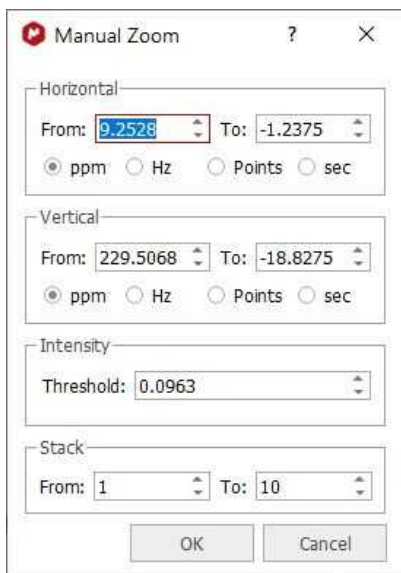 Manual Zoom ?
Horizontal
From: 9.2528 To: -1.2375
ppm Hz Points sec
Vertical
From: 229.5068 To: -18.8275
ppm Hz Points sec
Intensity
Threshold: 0.0963
Stack
From: 1 To: 10
OK Cancel